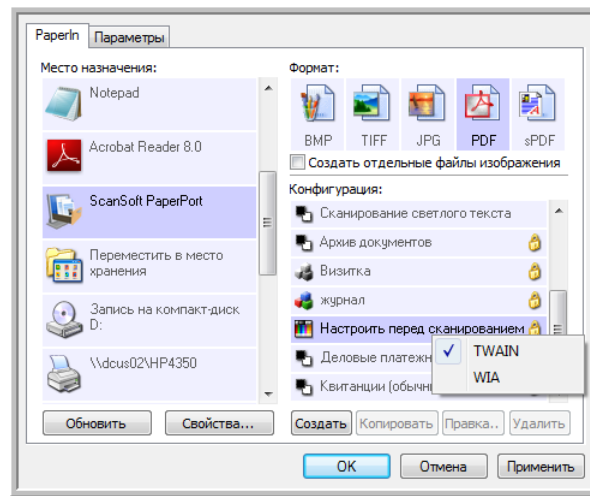 PaperIn
Параметры
Место назначения:
Notepad
Acrobat Reader 8.0
ScanSoft PaperPort
Переместить в место
хранения
Запись на компакт-диск
D:
\\dcus02\HP4350
Обновить
Свойства...
Формат:
BMP TIFF JPG PDF sPDF
Создать отдельные файлы изображения
Конфигурация:
Сканирование светлого текста
Архив документов
Визитка
журнал
Настроить перед сканированием
Деловые платежн
TWAIN
WIA
Квитанции (обычн
Создать Копировать Правка.. Удалить
OK Отмена Применить